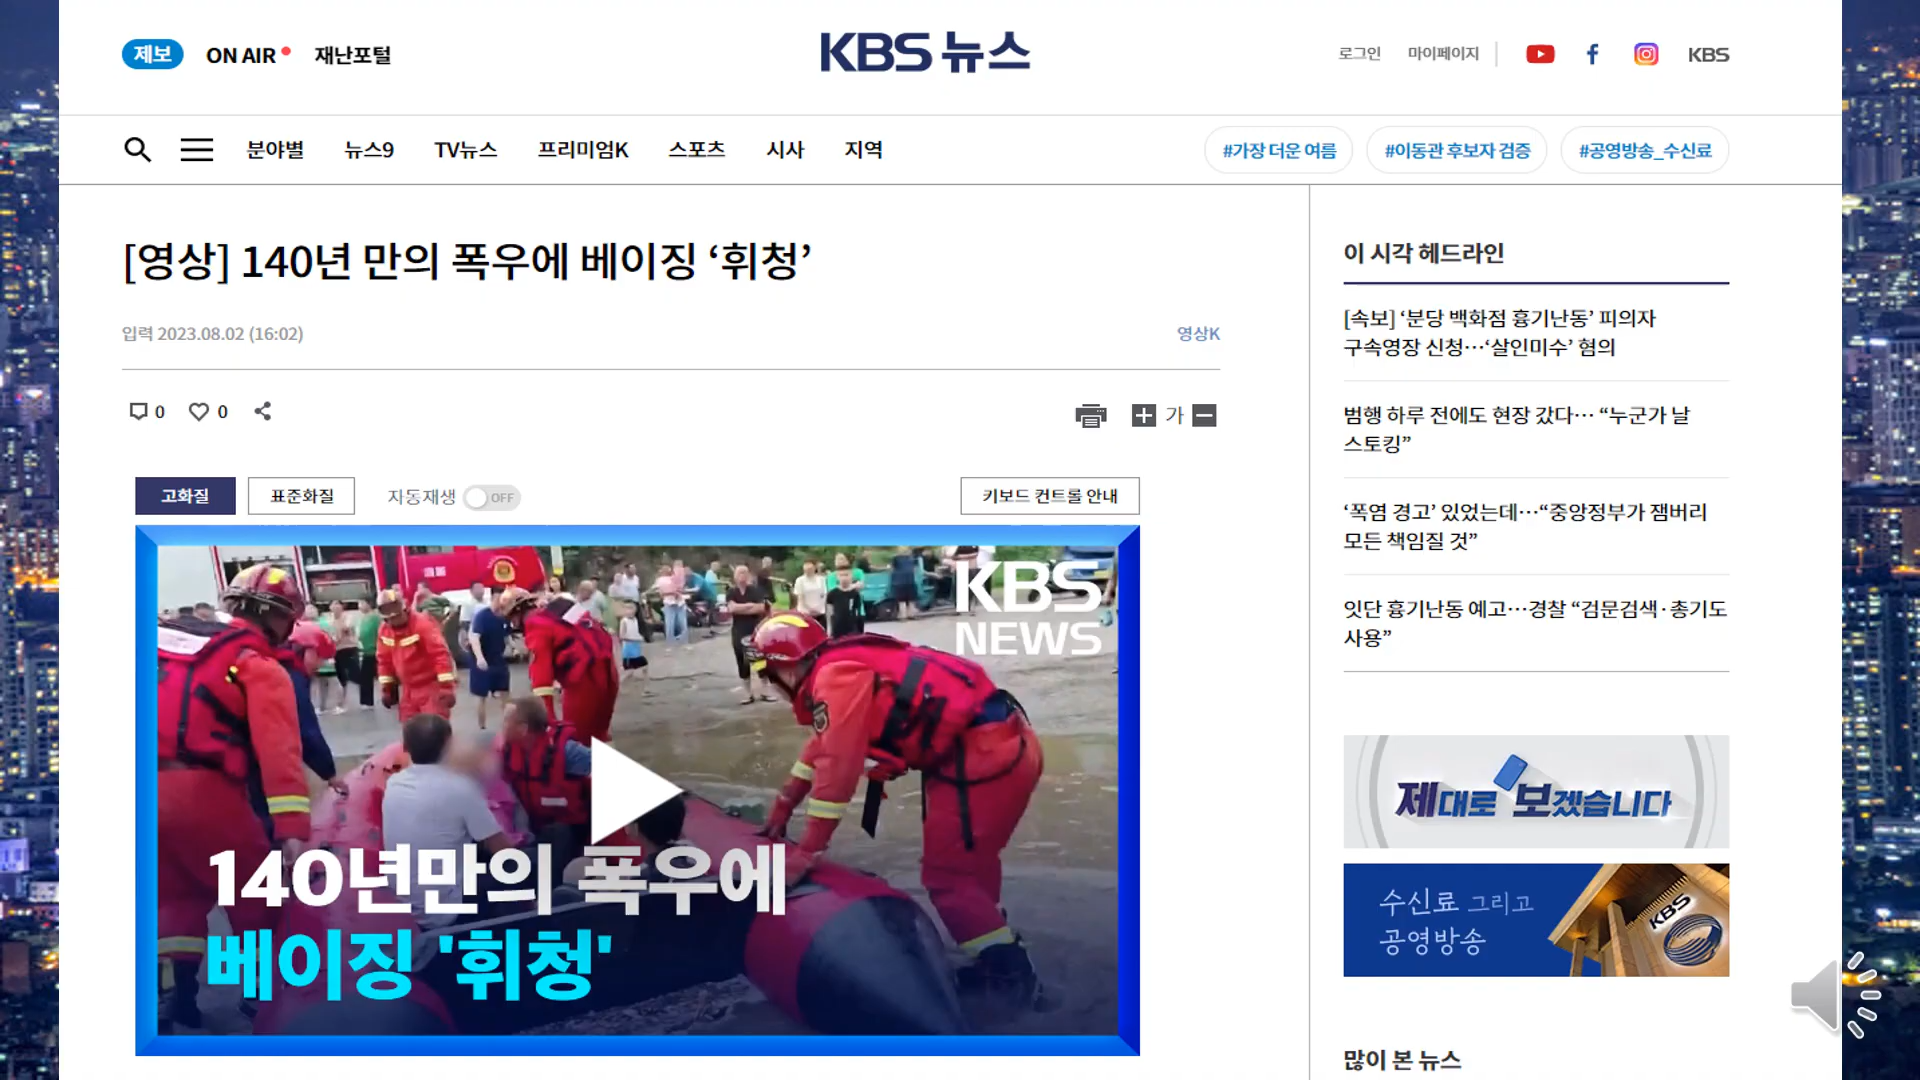 제보 ON AIR 재난포털
KBS 뉴스
로그인 마이페이지 KBS
분야별 뉴스9 TV뉴스 프리미엄K 스포츠 시사 지역
#가장 더운 여름 #이동관 후보자 검증 #공영방송_수신료
[영상] 140년 만의 폭우에 베이징 ‘휘청’
입력 2023.08.02 (16:02)
영상K
0 0
가
고화질 표준화질 자동재생 OFF 키보드 컨트롤 안내
KBS
NEWS
140년만의 폭우에
베이징 '휘청'
이 시각 헤드라인
[속보] ‘분당 백화점 흉기난동’ 피의자
구속영장 신청…‘살인미수’ 혐의
범행 하루 전에도 현장 갔다… “누군가 날
스토킹”
‘폭염 경고’ 있었는데…“중앙정부가 잼버리
모든 책임질 것”
잇단 흉기난동 예고…경찰 “검문검색·총기도
사용”
제대로 보겠습니다
수신료 그리고
공영방송
KBS
많이 본 뉴스